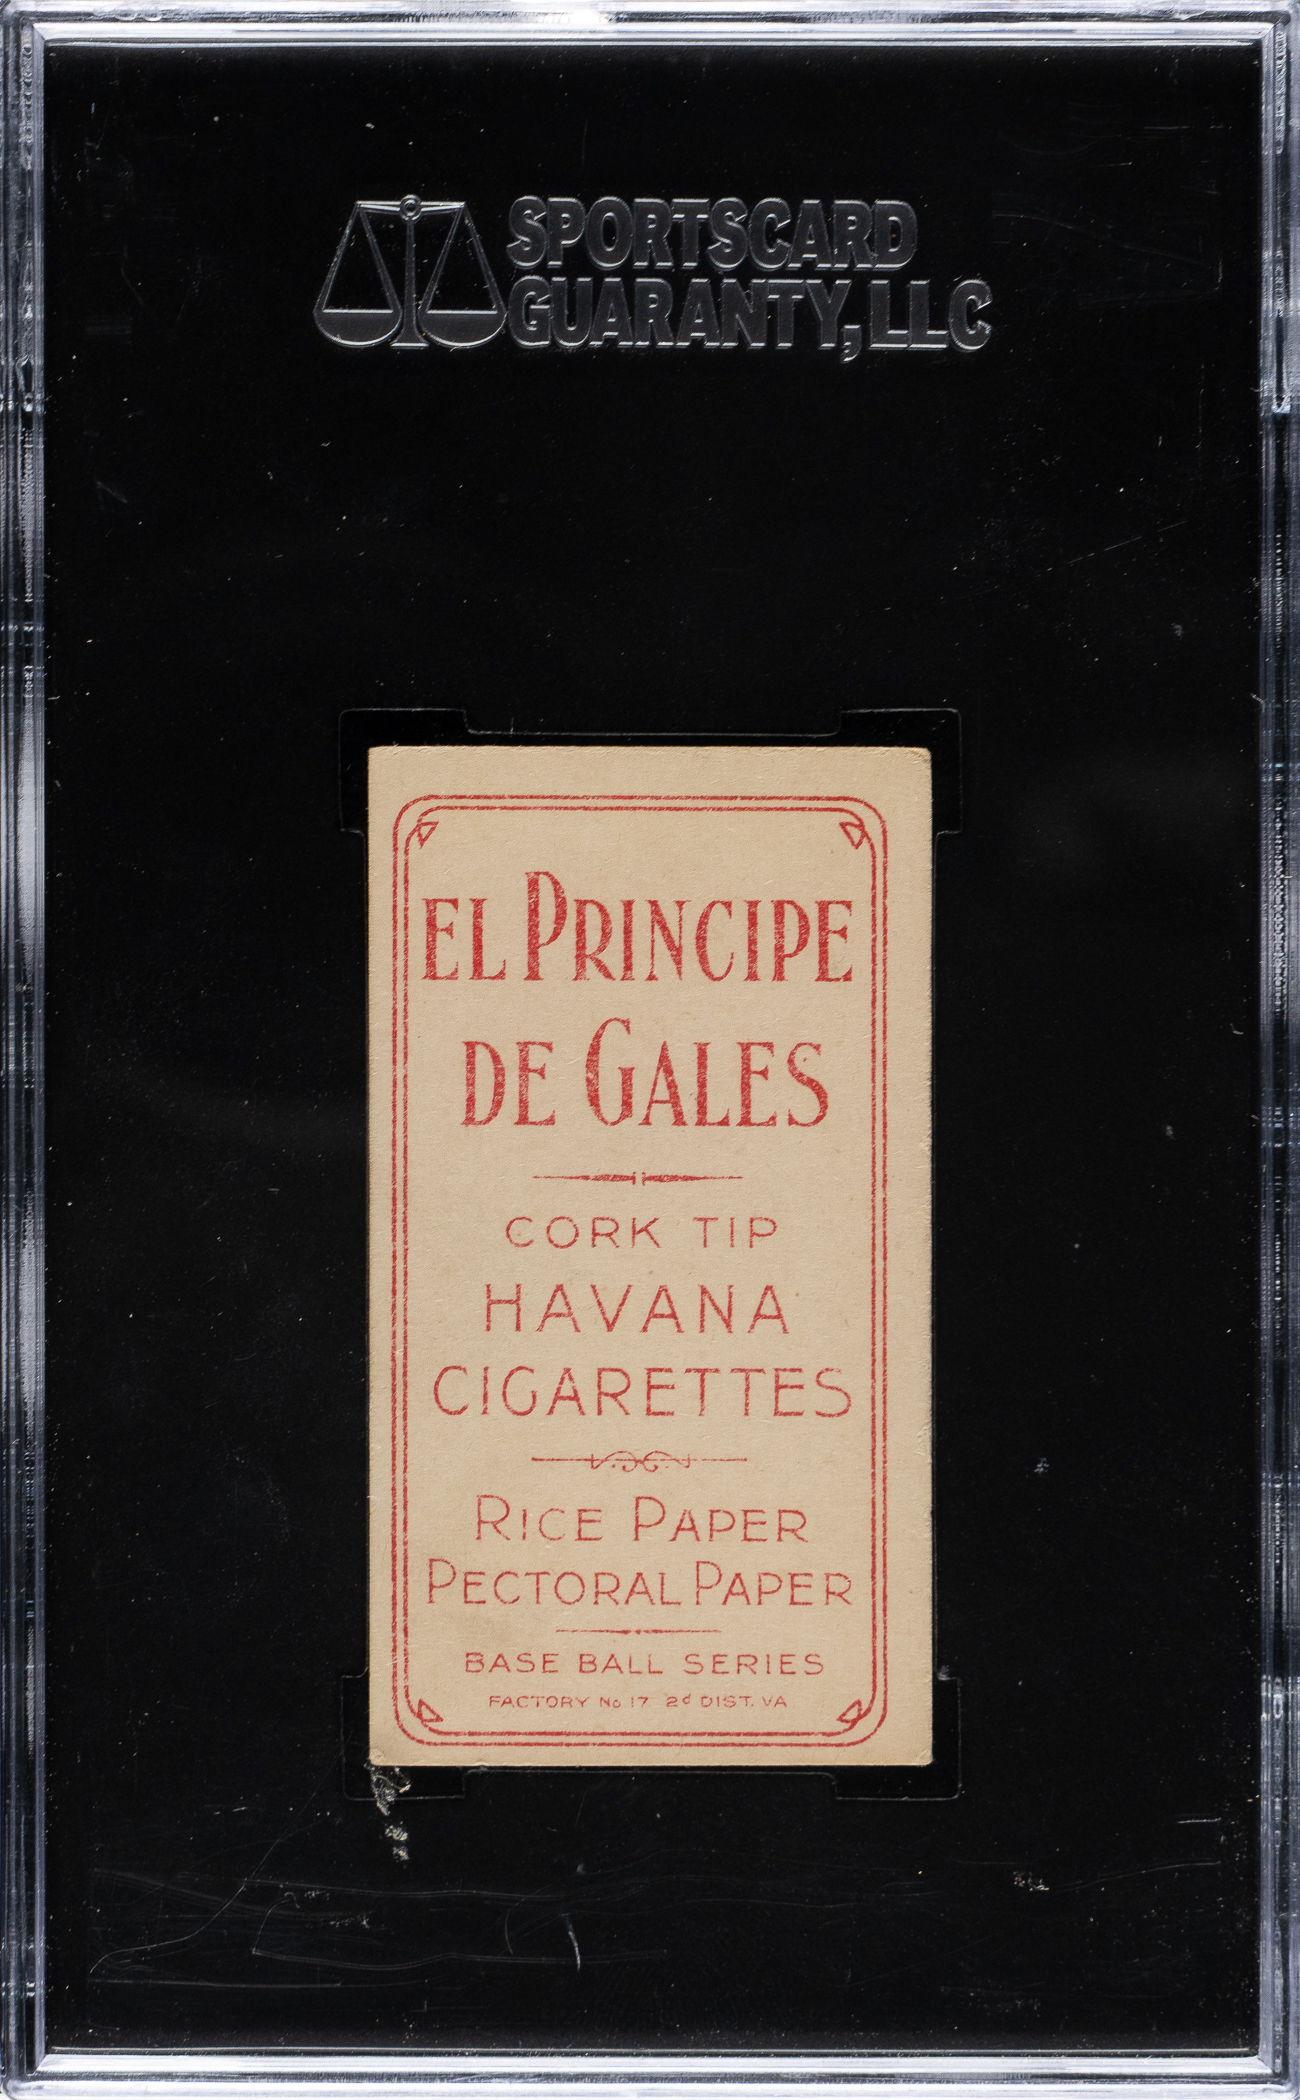 SPORTSCARD
GUARANTY, LLC
EL PRINCIPE
DE GALES
CORK TIP
HAVANA
CIGARETTES
RICE PAPER
PECTORAL PAPER
BASE BALL SERIES
FACTORY No 17 2d DIST. VA